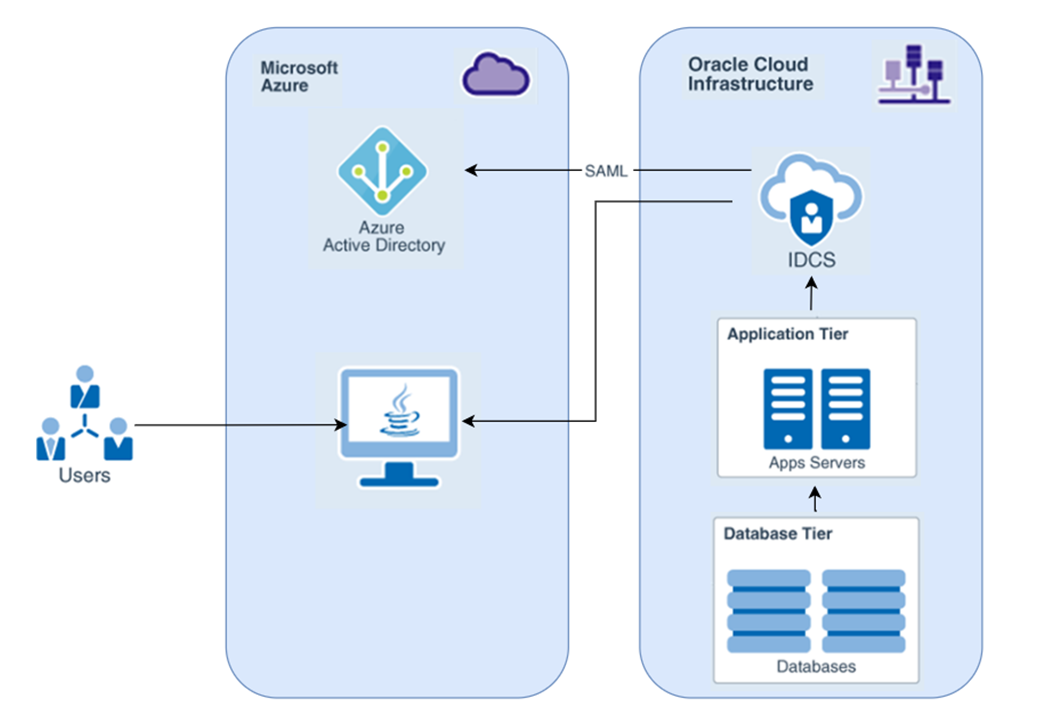 Microsoft
Azure
Oracle Cloud
Infrastructure
Azure
Active Directory
SAML
IDCS
Application Tier
Apps Servers
Users
Database Tier
Databases